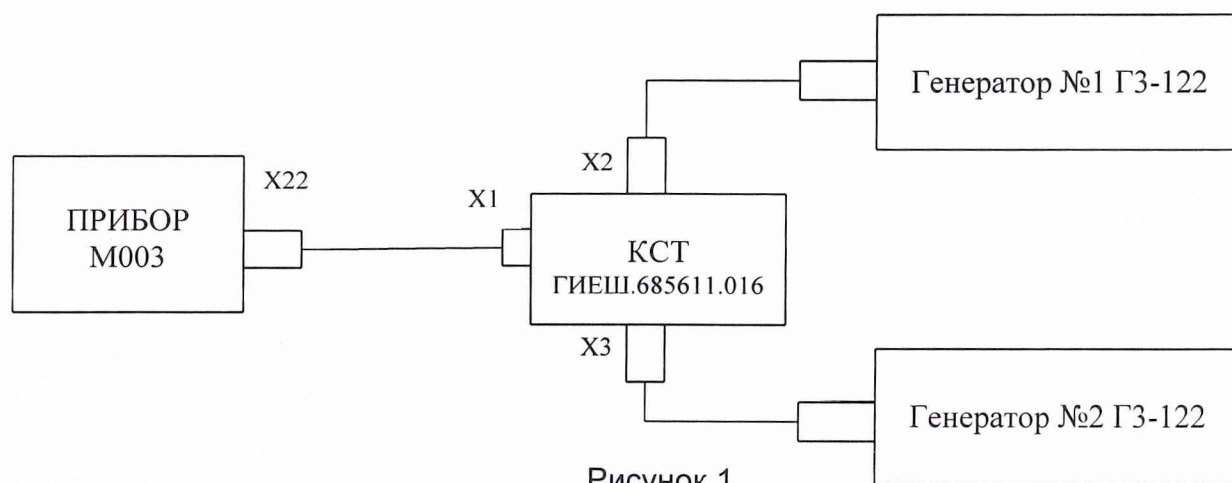 Генератор №1 Г3-122
Х2
Х22
Х1
ПРИБОР
М003
КСТ
ГИЕШ.685611.016
Х3
Генератор №2 Г3-122
Рисунок 1